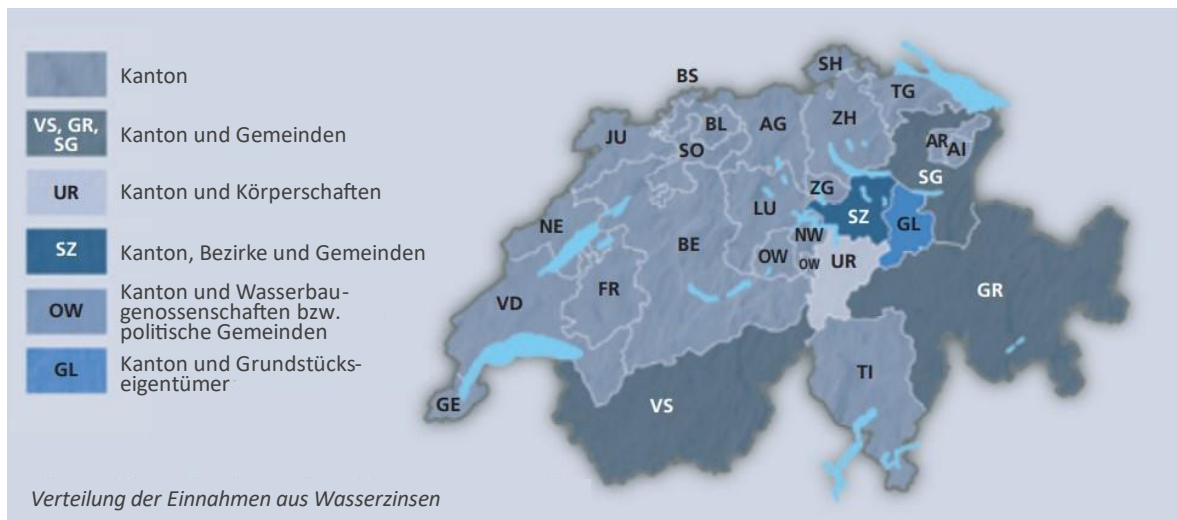 Kanton
VS, GR,
SG
Kanton und Gemeinden
UR
Kanton und Körperschaften
SZ
Kanton, Bezirke und Gemeinden
OW
Kanton und Wasserbau-
genossenschaften bzw.
politische Gemeinden
GL
Kanton und Grundstücks-
eigentümer
SH
BS
TG
BL
AG
ZH
JU
SO
AR
AI
SG
ZG
LU
SZ
NE
GL
NW
BE
OW
OW
UR
FR
GR
VD
TI
GE
VS
Verteilung der Einnahmen aus Wasserzinsen